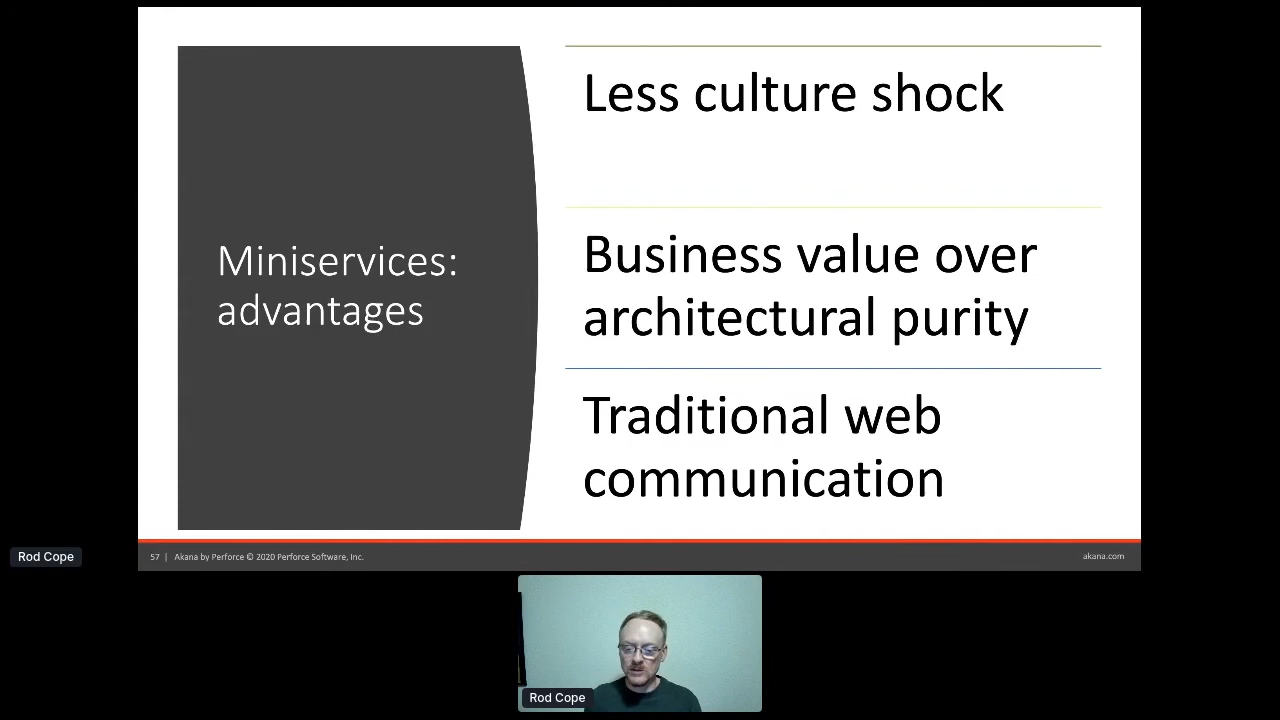 Miniservices:
advantages
Less culture shock
Business value over
architectural purity
Traditional web
communication
57 | Akana by Perforce © 2020 Perforce Software, Inc.
akana.com
Rod Cope
Rod Cope